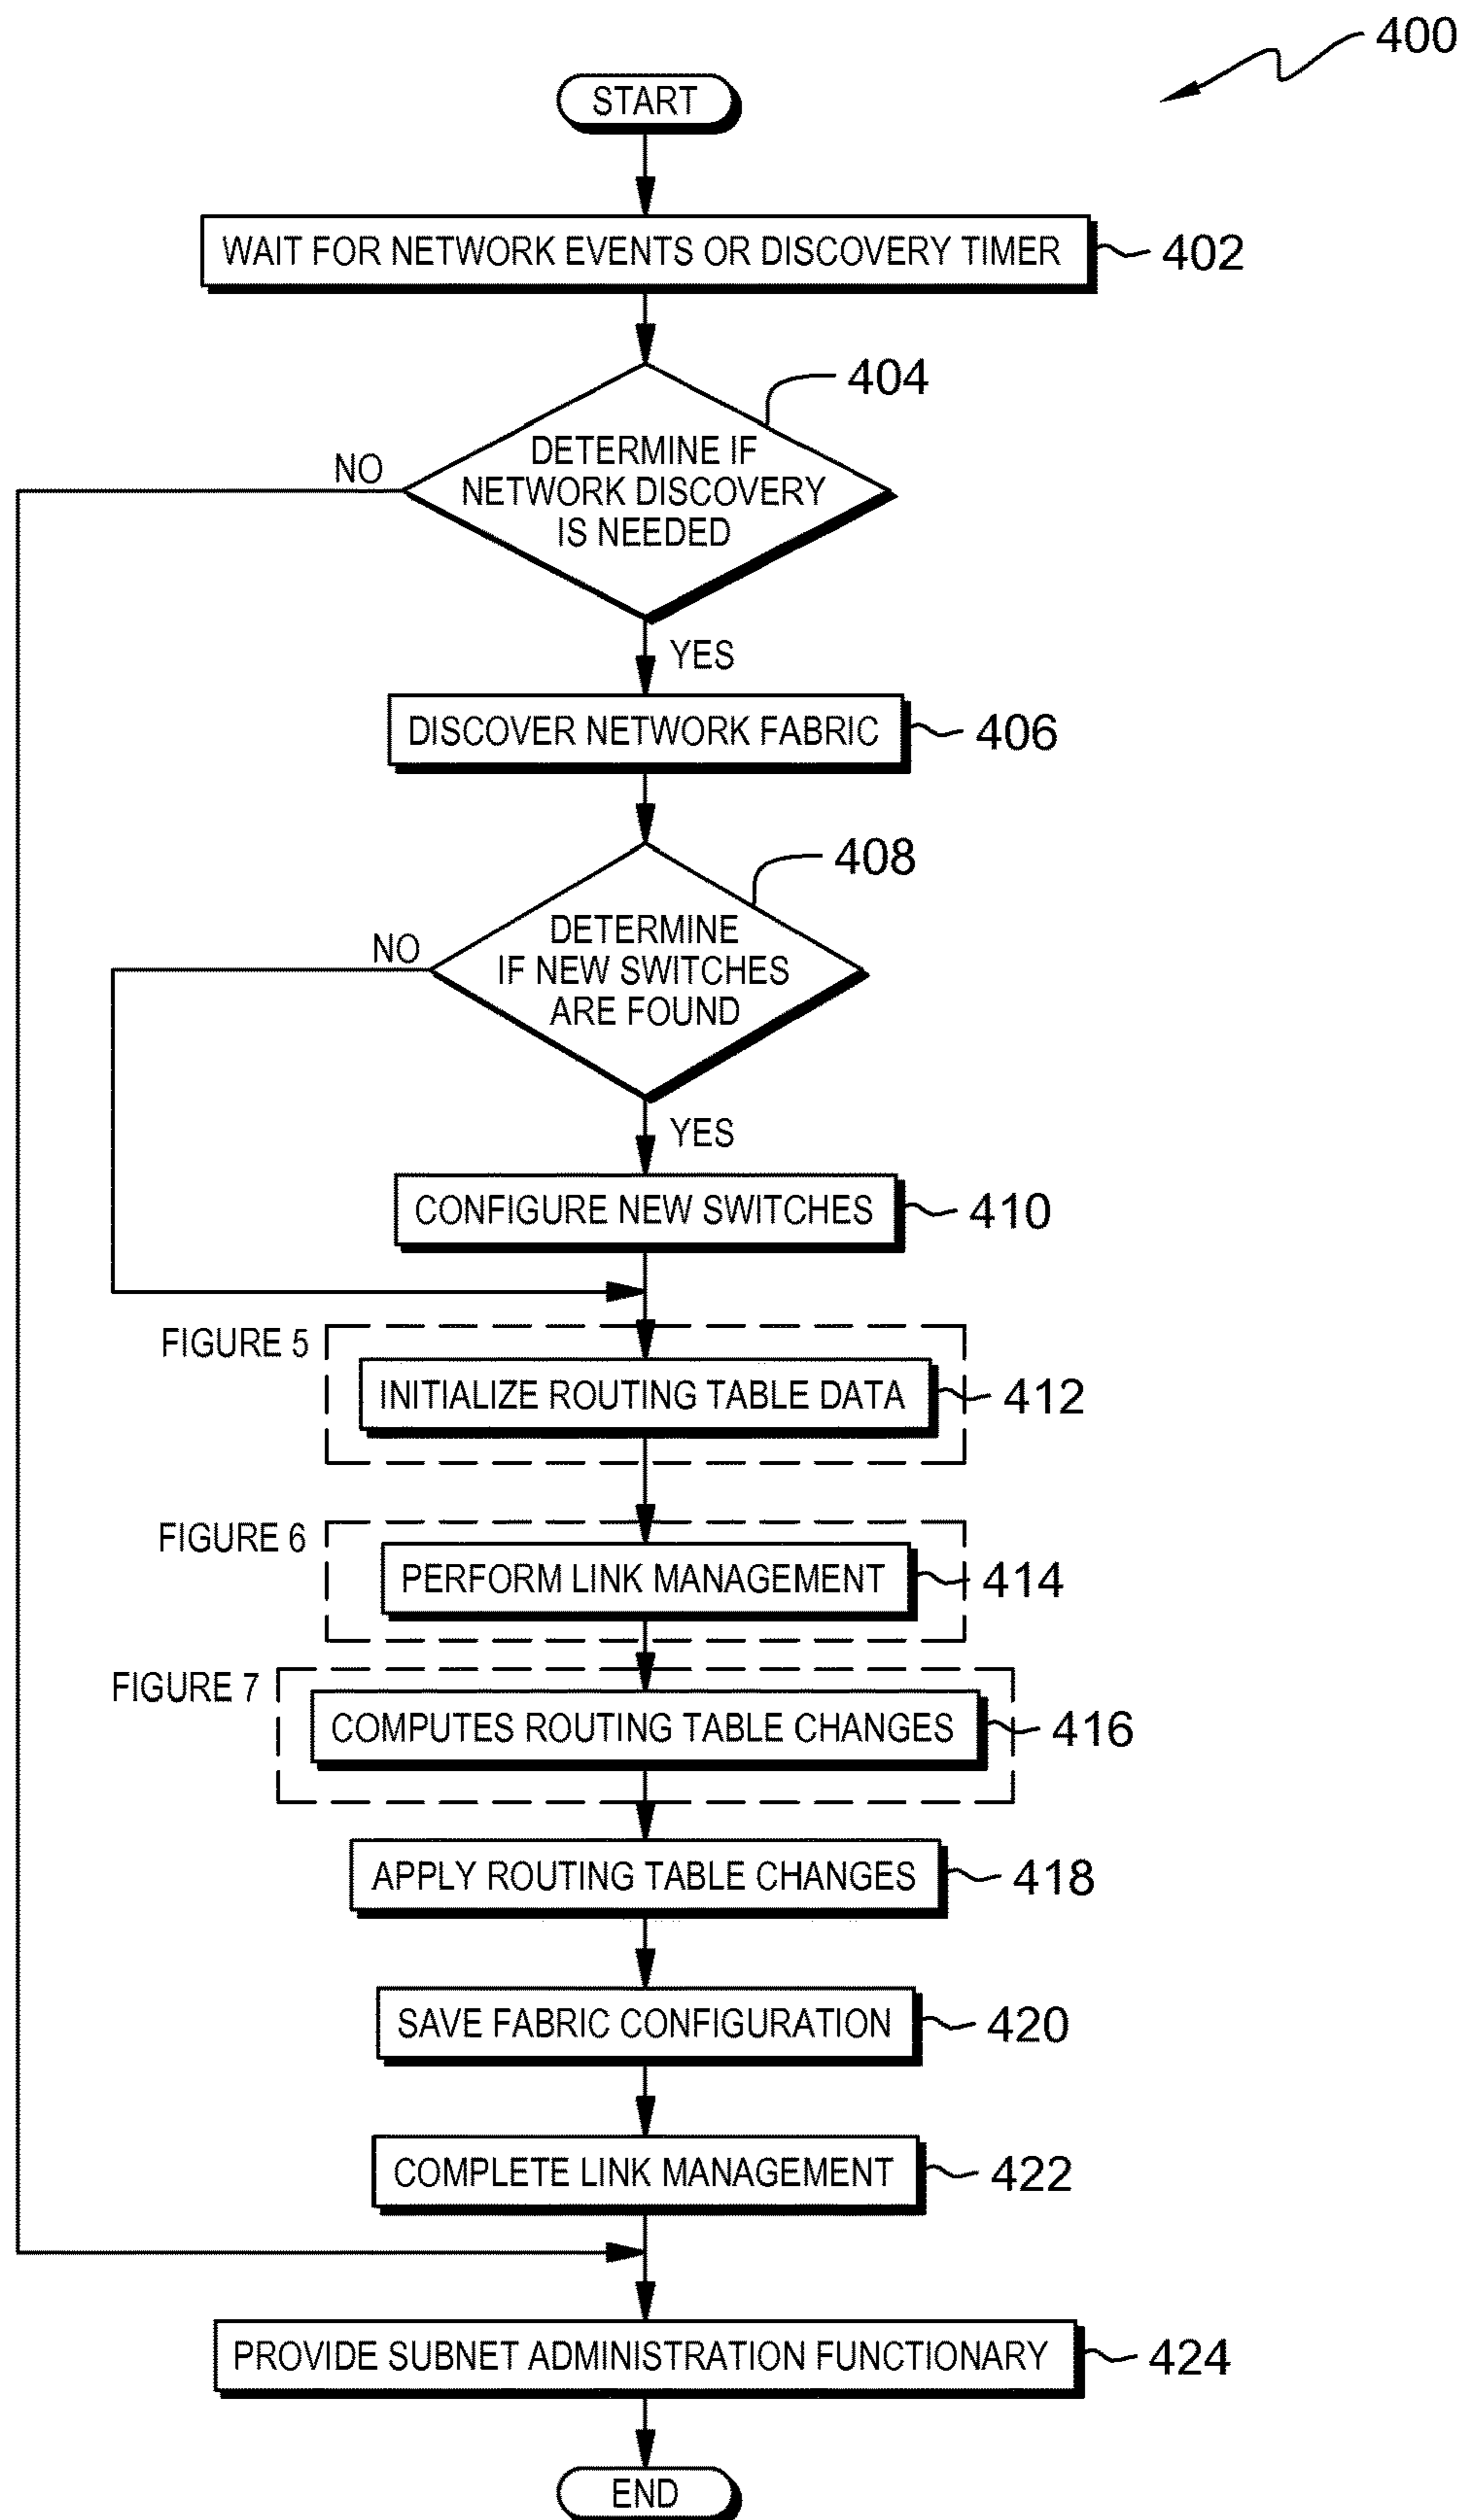 400
START
WAIT FOR NETWORK EVENTS OR DISCOVERY TIMER
402
404
DETERMINE IF
NETWORK DISCOVERY
IS NEEDED
NO
YES
DISCOVER NETWORK FABRIC
406
408
DETERMINE
IF NEW SWITCHES
ARE FOUND
NO
YES
CONFIGURE NEW SWITCHES
410
FIGURE 5
INITIALIZE ROUTING TABLE DATA
412
FIGURE 6
PERFORM LINK MANAGEMENT
414
FIGURE 7
COMPUTES ROUTING TABLE CHANGES
416
APPLY ROUTING TABLE CHANGES
418
SAVE FABRIC CONFIGURATION
420
COMPLETE LINK MANAGEMENT
422
PROVIDE SUBNET ADMINISTRATION FUNCTIONARY
424
END